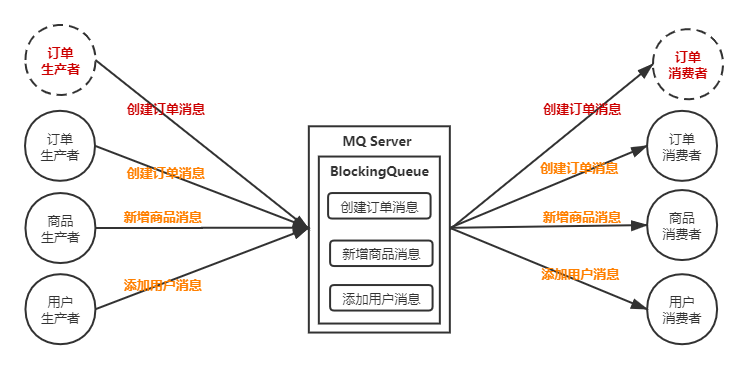 订单
生产者
创建订单消息
订单
生产者
创建订单消息
商品
生产者
新增商品消息
用户
生产者
添加用户消息
MQ Server
BlockingQueue
创建订单消息
新增商品消息
添加用户消息
订单
消费者
创建订单消息
订单
消费者
创建订单消息
商品
消费者
新增商品消息
用户
消费者
添加用户消息